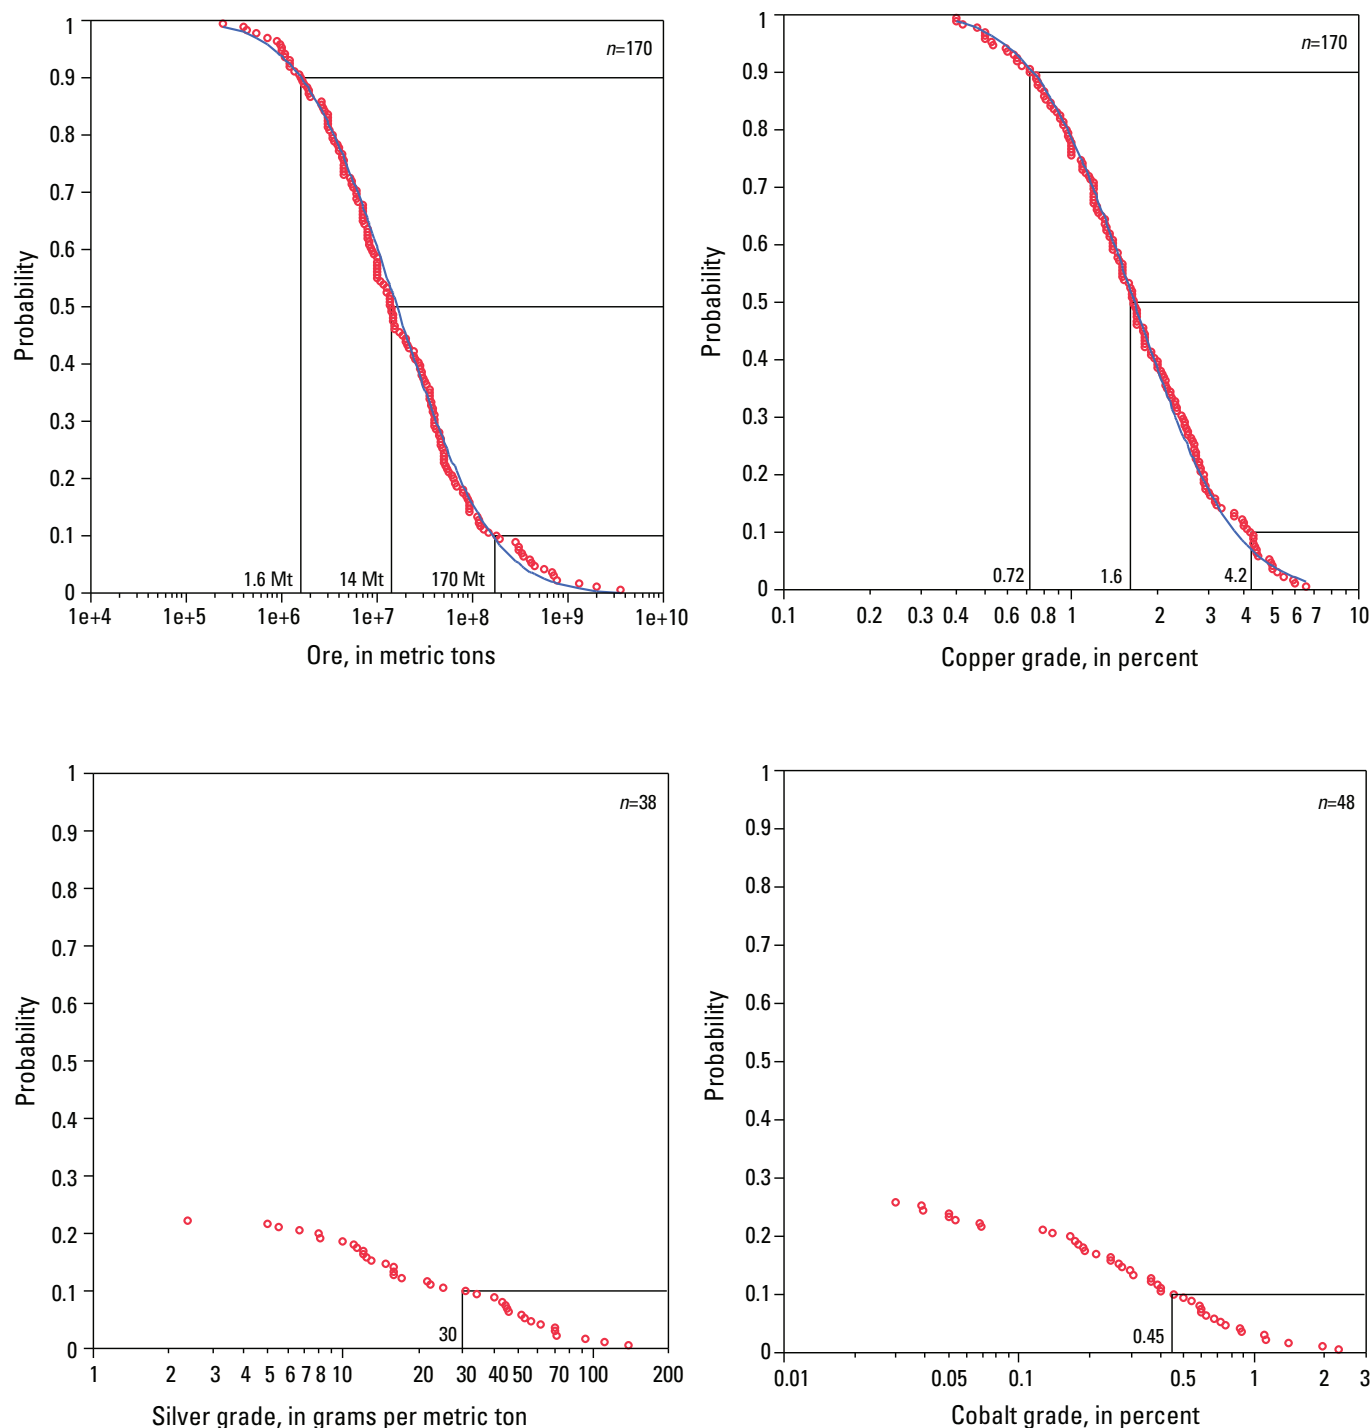 n=170
1
0.9
0.8
0.7
0.6
0.5
0.4
0.3
0.2
0.1
0
Probability
1.6 Mt
14 Mt
170 Mt
1e+4 1e+5 1e+6 1e+7 1e+8 1e+9 1e+10
Ore, in metric tons
n=170
1
0.9
0.8
0.7
0.6
0.5
0.4
0.3
0.2
0.1
0
Probability
0.72
1.6
4.2
0.1 0.2 0.3 0.4 0.6 0.8 1 2 3 4 5 6 7 10
Copper grade, in percent
n=38
1
0.9
0.8
0.7
0.6
0.5
0.4
0.3
0.2
0.1
0
Probability
30
1 2 3 4 5 6 7 8 10 20 30 40 50 70 100 200
Silver grade, in grams per metric ton
n=48
1
0.9
0.8
0.7
0.6
0.5
0.4
0.3
0.2
0.1
0
Probability
0.45
0.01 0.05 0.1 0.5 1 2 3
Cobalt grade, in percent